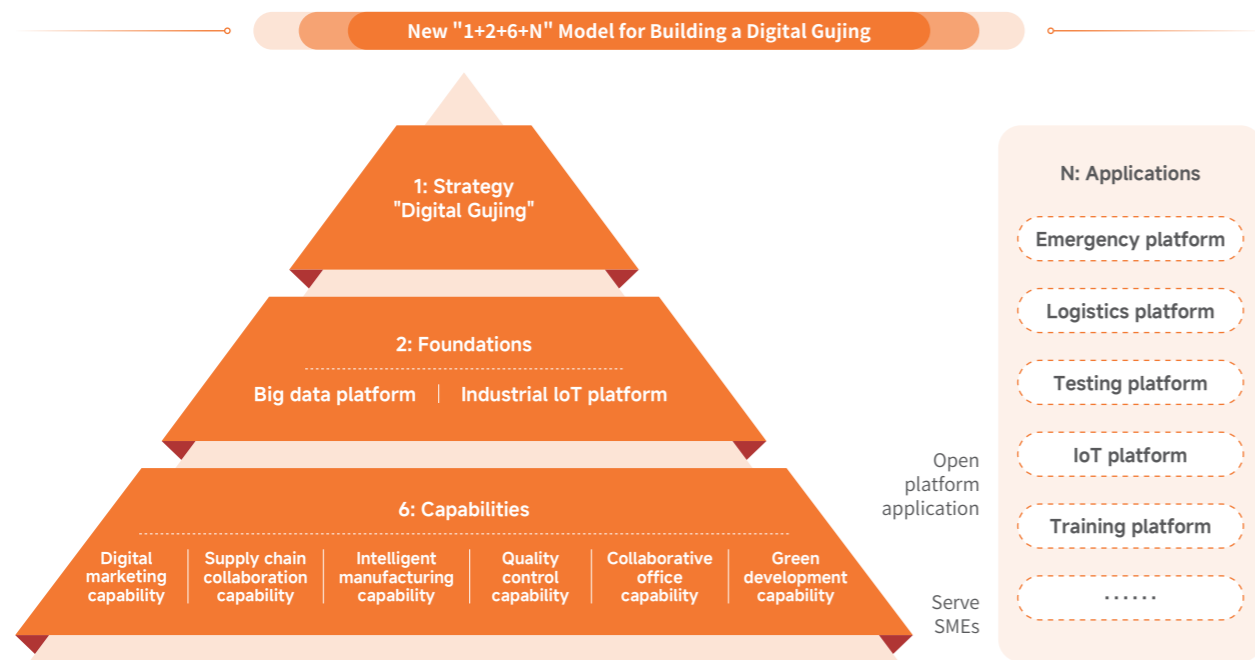 New "1+2+6+N" Model for Building a Digital Gujing
1: Strategy
"Digital Gujing"
2: Foundations
Big data platform
Industrial IoT platform
6: Capabilities
Digital
marketing
capability
Supply chain
collaboration
capability
Intelligent
manufacturing
capability
Quality
control
capability
Collaborative
office
capability
Green
development
capability
Open
platform
application
Serve
SMEs
N: Applications
Emergency platform
Logistics platform
Testing platform
IoT platform
Training platform
······